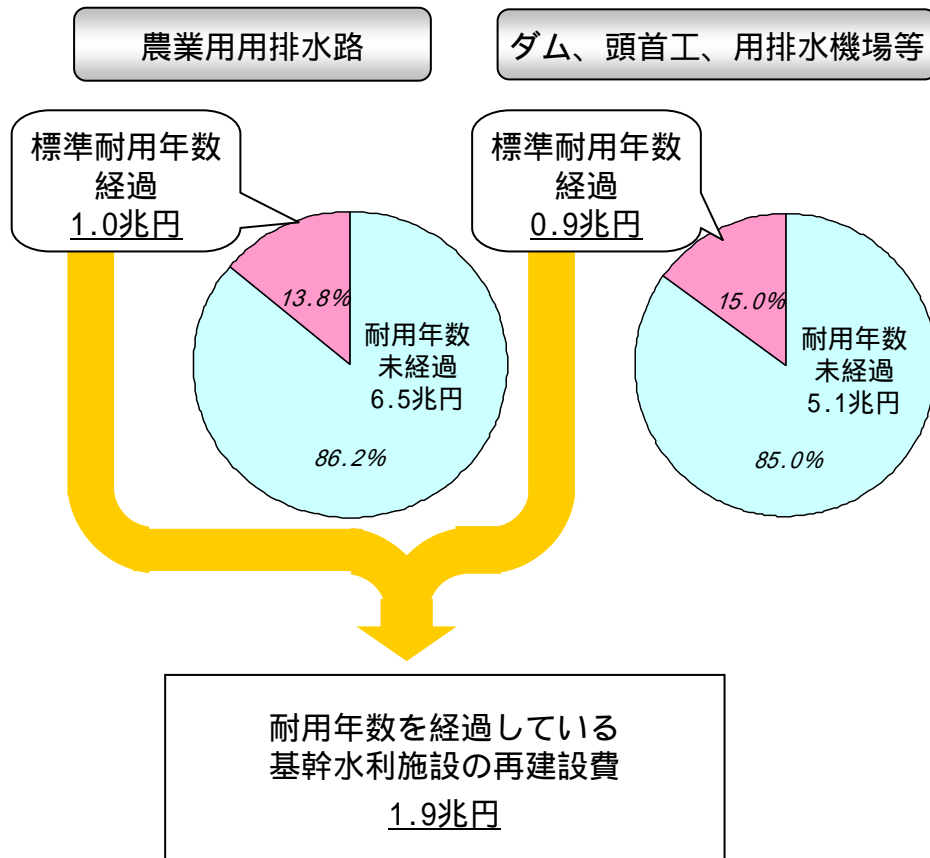 農業用用排水路
ダム、頭首工、用排水機場等
標準耐用年数
経過
1.0兆円
標準耐用年数
経過
0.9兆円
13.8%
耐用年数
未経過
6.5兆円
86.2%
15.0%
耐用年数
未経過
5.1兆円
85.0%
耐用年数を経過している
基幹水利施設の再建設費
1.9兆円